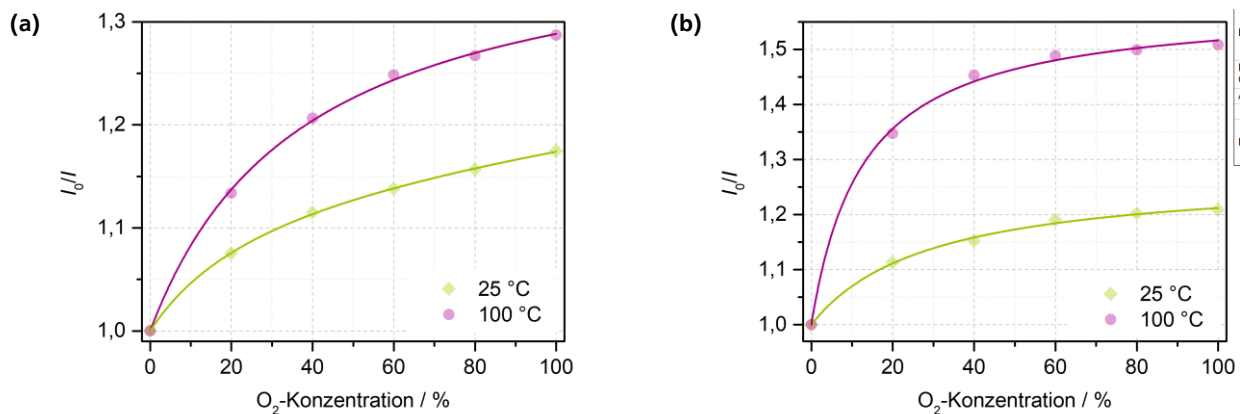 (a)
1,3
1,2
1,1
1,0
I₀/I
0 20 40 60 80 100
O₂-Konzentration / %
25 °C
100 °C
(b)
1,5
1,4
1,3
1,2
1,1
1,0
I₀/I
0 20 40 60 80 100
O₂-Konzentration / %
25 °C
100 °C